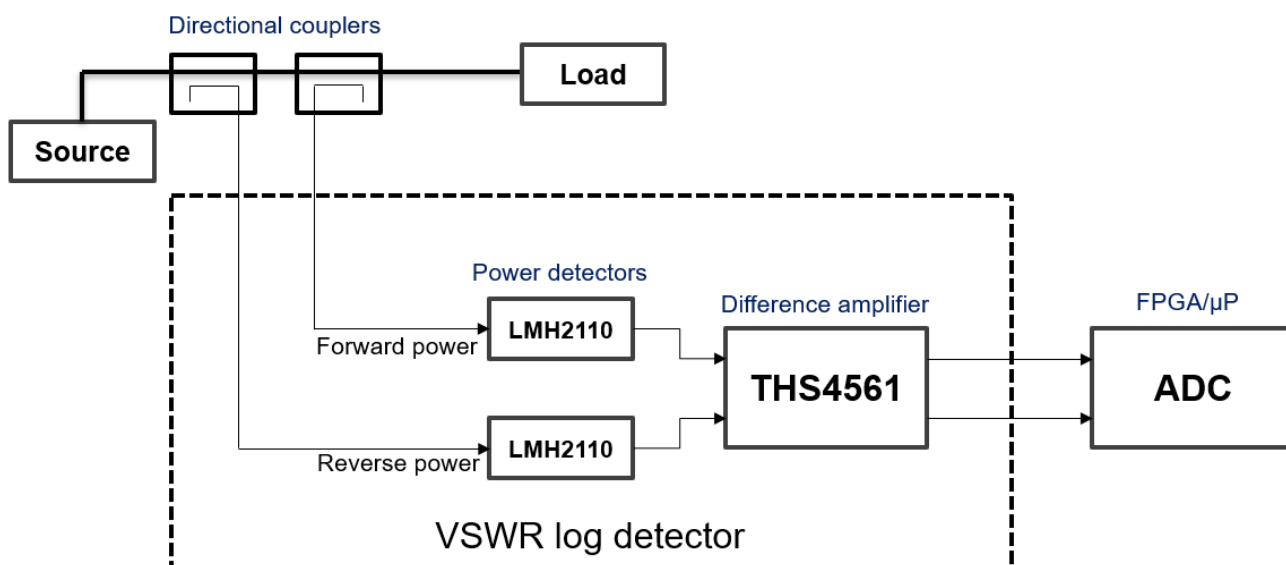 Directional couplers
Load
Source
Power detectors
LMH2110
Forward power
Difference amplifier
THS4561
FPGA/µP
ADC
LMH2110
Reverse power
VSWR log detector